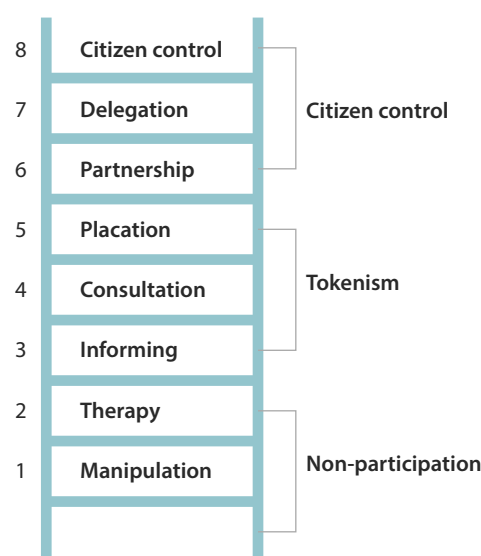 8 Citizen control
7 Delegation
Citizen control
6 Partnership
5 Placation
4 Consultation
Tokenism
3 Informing
2 Therapy
1 Manipulation
Non-participation